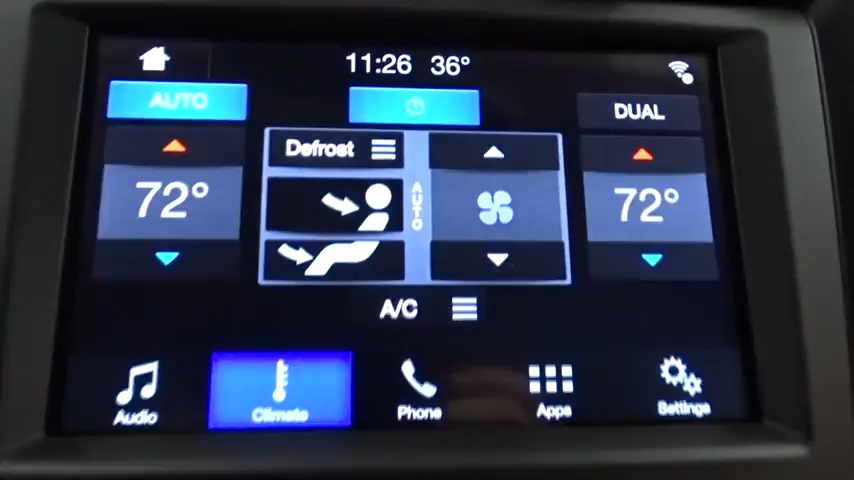 11:26 36°
AUTO
DUAL
Defrost
72°
AUTO
72°
A/C
Audio
Climate
Phone
Apps
Settings